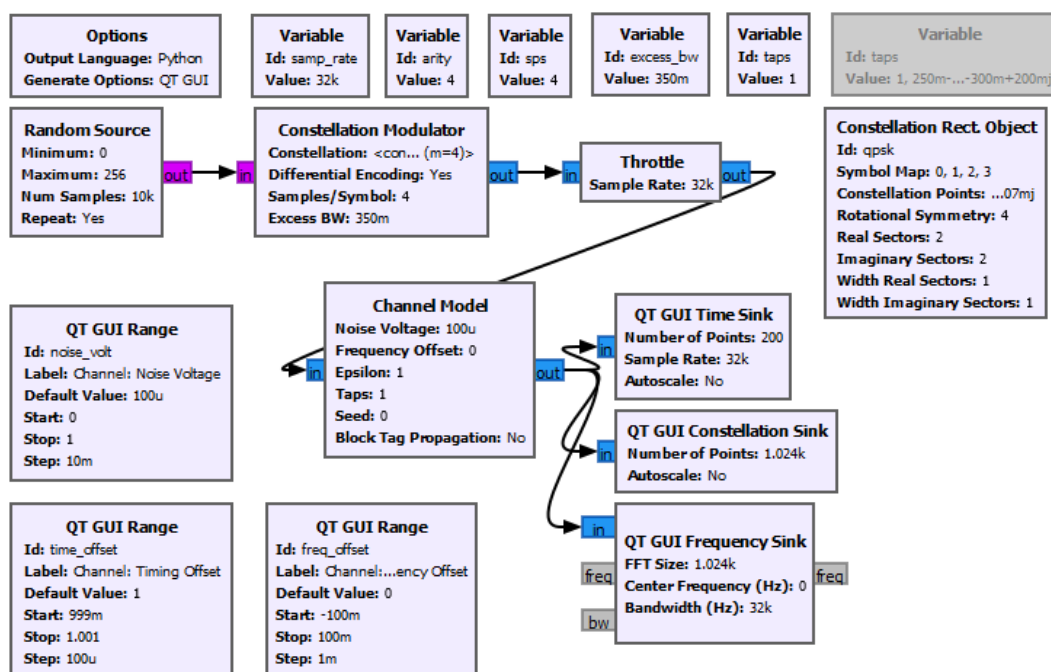 Options
Output Language: Python
Generate Options: QT GUI
Variable
Id: samp_rate
Value: 32k
Variable
Id: arity
Value: 4
Variable
Id: sps
Value: 4
Variable
Id: excess_bw
Value: 350m
Variable
Id: taps
Value: 1
Variable
Id: taps
Value: 1, 250m-...-300m+200mj
Random Source
Minimum: 0
Maximum: 256
Num Samples: 10k
Repeat: Yes
out
in
Constellation Modulator
Constellation: <con... (m=4)>
Differential Encoding: Yes
Samples/Symbol: 4
Excess BW: 350m
out
in
Throttle
Sample Rate: 32k
out
Constellation Rect. Object
Id: qpsk
Symbol Map: 0, 1, 2, 3
Constellation Points: ...07mj
Rotational Symmetry: 4
Real Sectors: 2
Imaginary Sectors: 2
Width Real Sectors: 1
Width Imaginary Sectors: 1
QT GUI Range
Id: noise_volt
Label: Channel: Noise Voltage
Default Value: 100u
Start: 0
Stop: 1
Step: 10m
in
Channel Model
Noise Voltage: 100u
Frequency Offset: 0
Epsilon: 1
Taps: 1
Seed: 0
Block Tag Propagation: No
out
in
QT GUI Time Sink
Number of Points: 200
Sample Rate: 32k
Autoscale: No
in
QT GUI Constellation Sink
Number of Points: 1.024k
Autoscale: No
QT GUI Range
Id: time_offset
Label: Channel: Timing Offset
Default Value: 1
Start: 999m
Stop: 1.001
Step: 100u
QT GUI Range
Id: freq_offset
Label: Channel:...ency Offset
Default Value: 0
Start: -100m
Stop: 100m
Step: 1m
in
freq
bw
QT GUI Frequency Sink
FFT Size: 1.024k
Center Frequency (Hz): 0
Bandwidth (Hz): 32k
freq